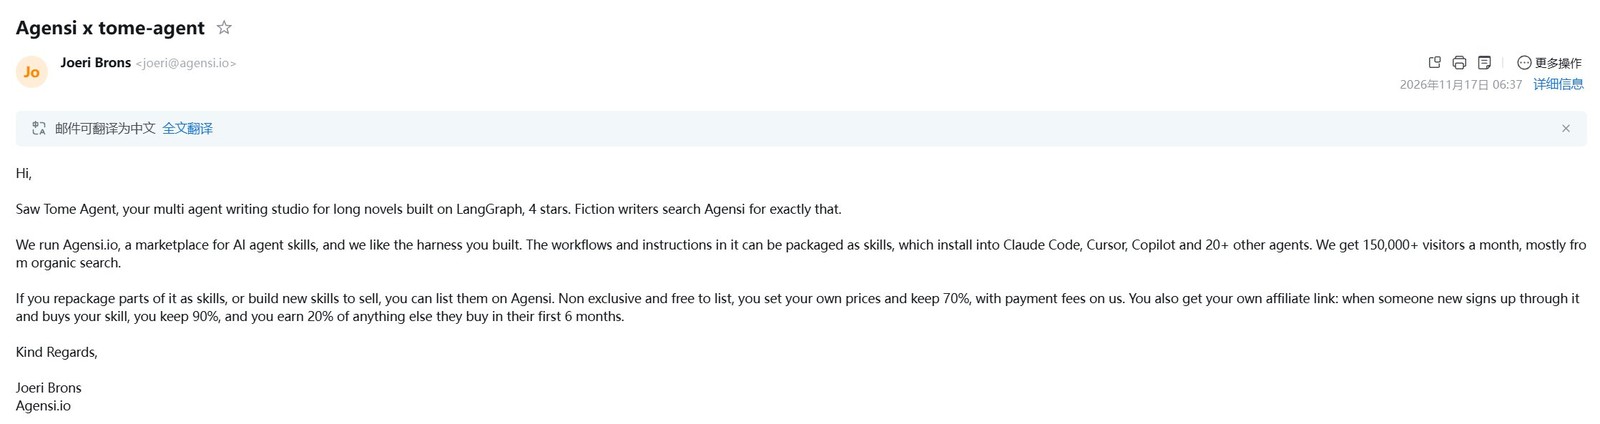 Agensi x tome-agent
Jo
Joeri Brons <joeri@agensi.io>
更多操作
2026年11月17日 06:37 详细信息
邮件可翻译为中文 全文翻译
Hi,
Saw Tome Agent, your multi agent writing studio for long novels built on LangGraph, 4 stars. Fiction writers search Agensi for exactly that.
We run Agensi.io, a marketplace for AI agent skills, and we like the harness you built. The workflows and instructions in it can be packaged as skills, which install into Claude Code, Cursor, Copilot and 20+ other agents. We get 150,000+ visitors a month, mostly fro
m organic search.
If you repackage parts of it as skills, or build new skills to sell, you can list them on Agensi. Non exclusive and free to list, you set your own prices and keep 70%, with payment fees on us. You also get your own affiliate link: when someone new signs up through it
and buys your skill, you keep 90%, and you earn 20% of anything else they buy in their first 6 months.
Kind Regards,
Joeri Brons
Agensi.io